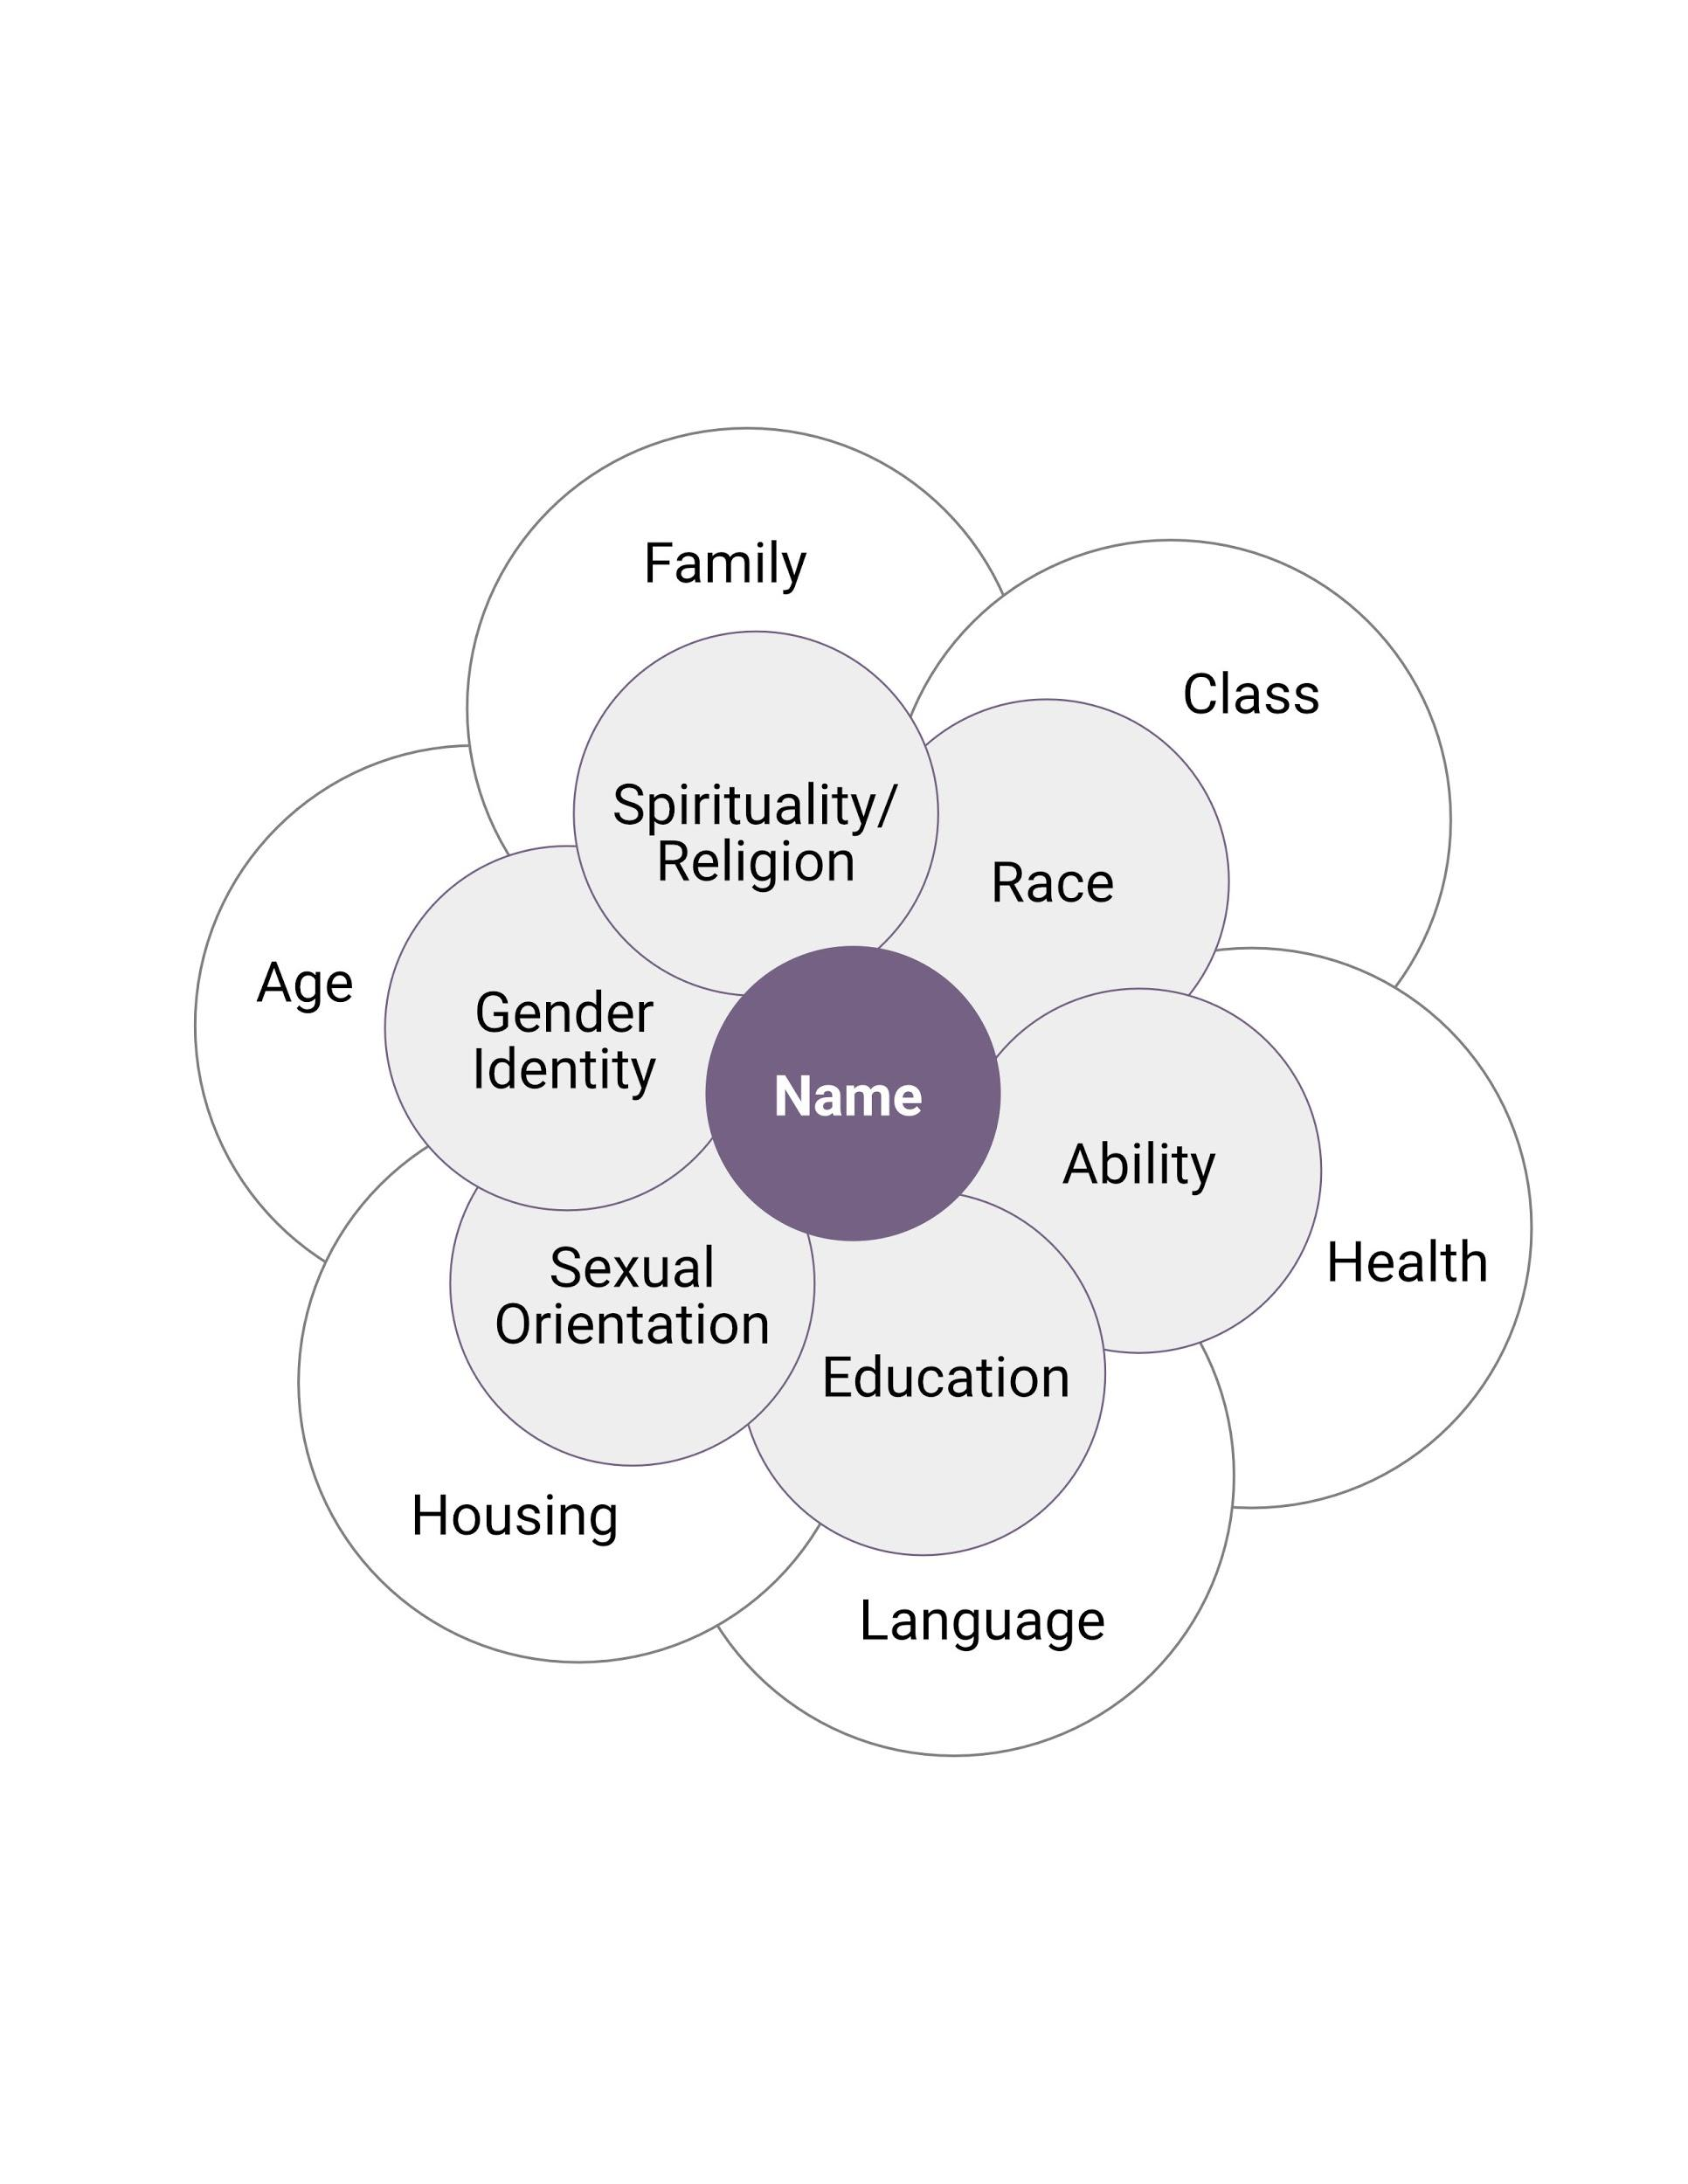 Family
Class
Spirituality/
Religion
Race
Age
Gender
Identity
Name
Ability
Health
Sexual
Orientation
Education
Housing
Language